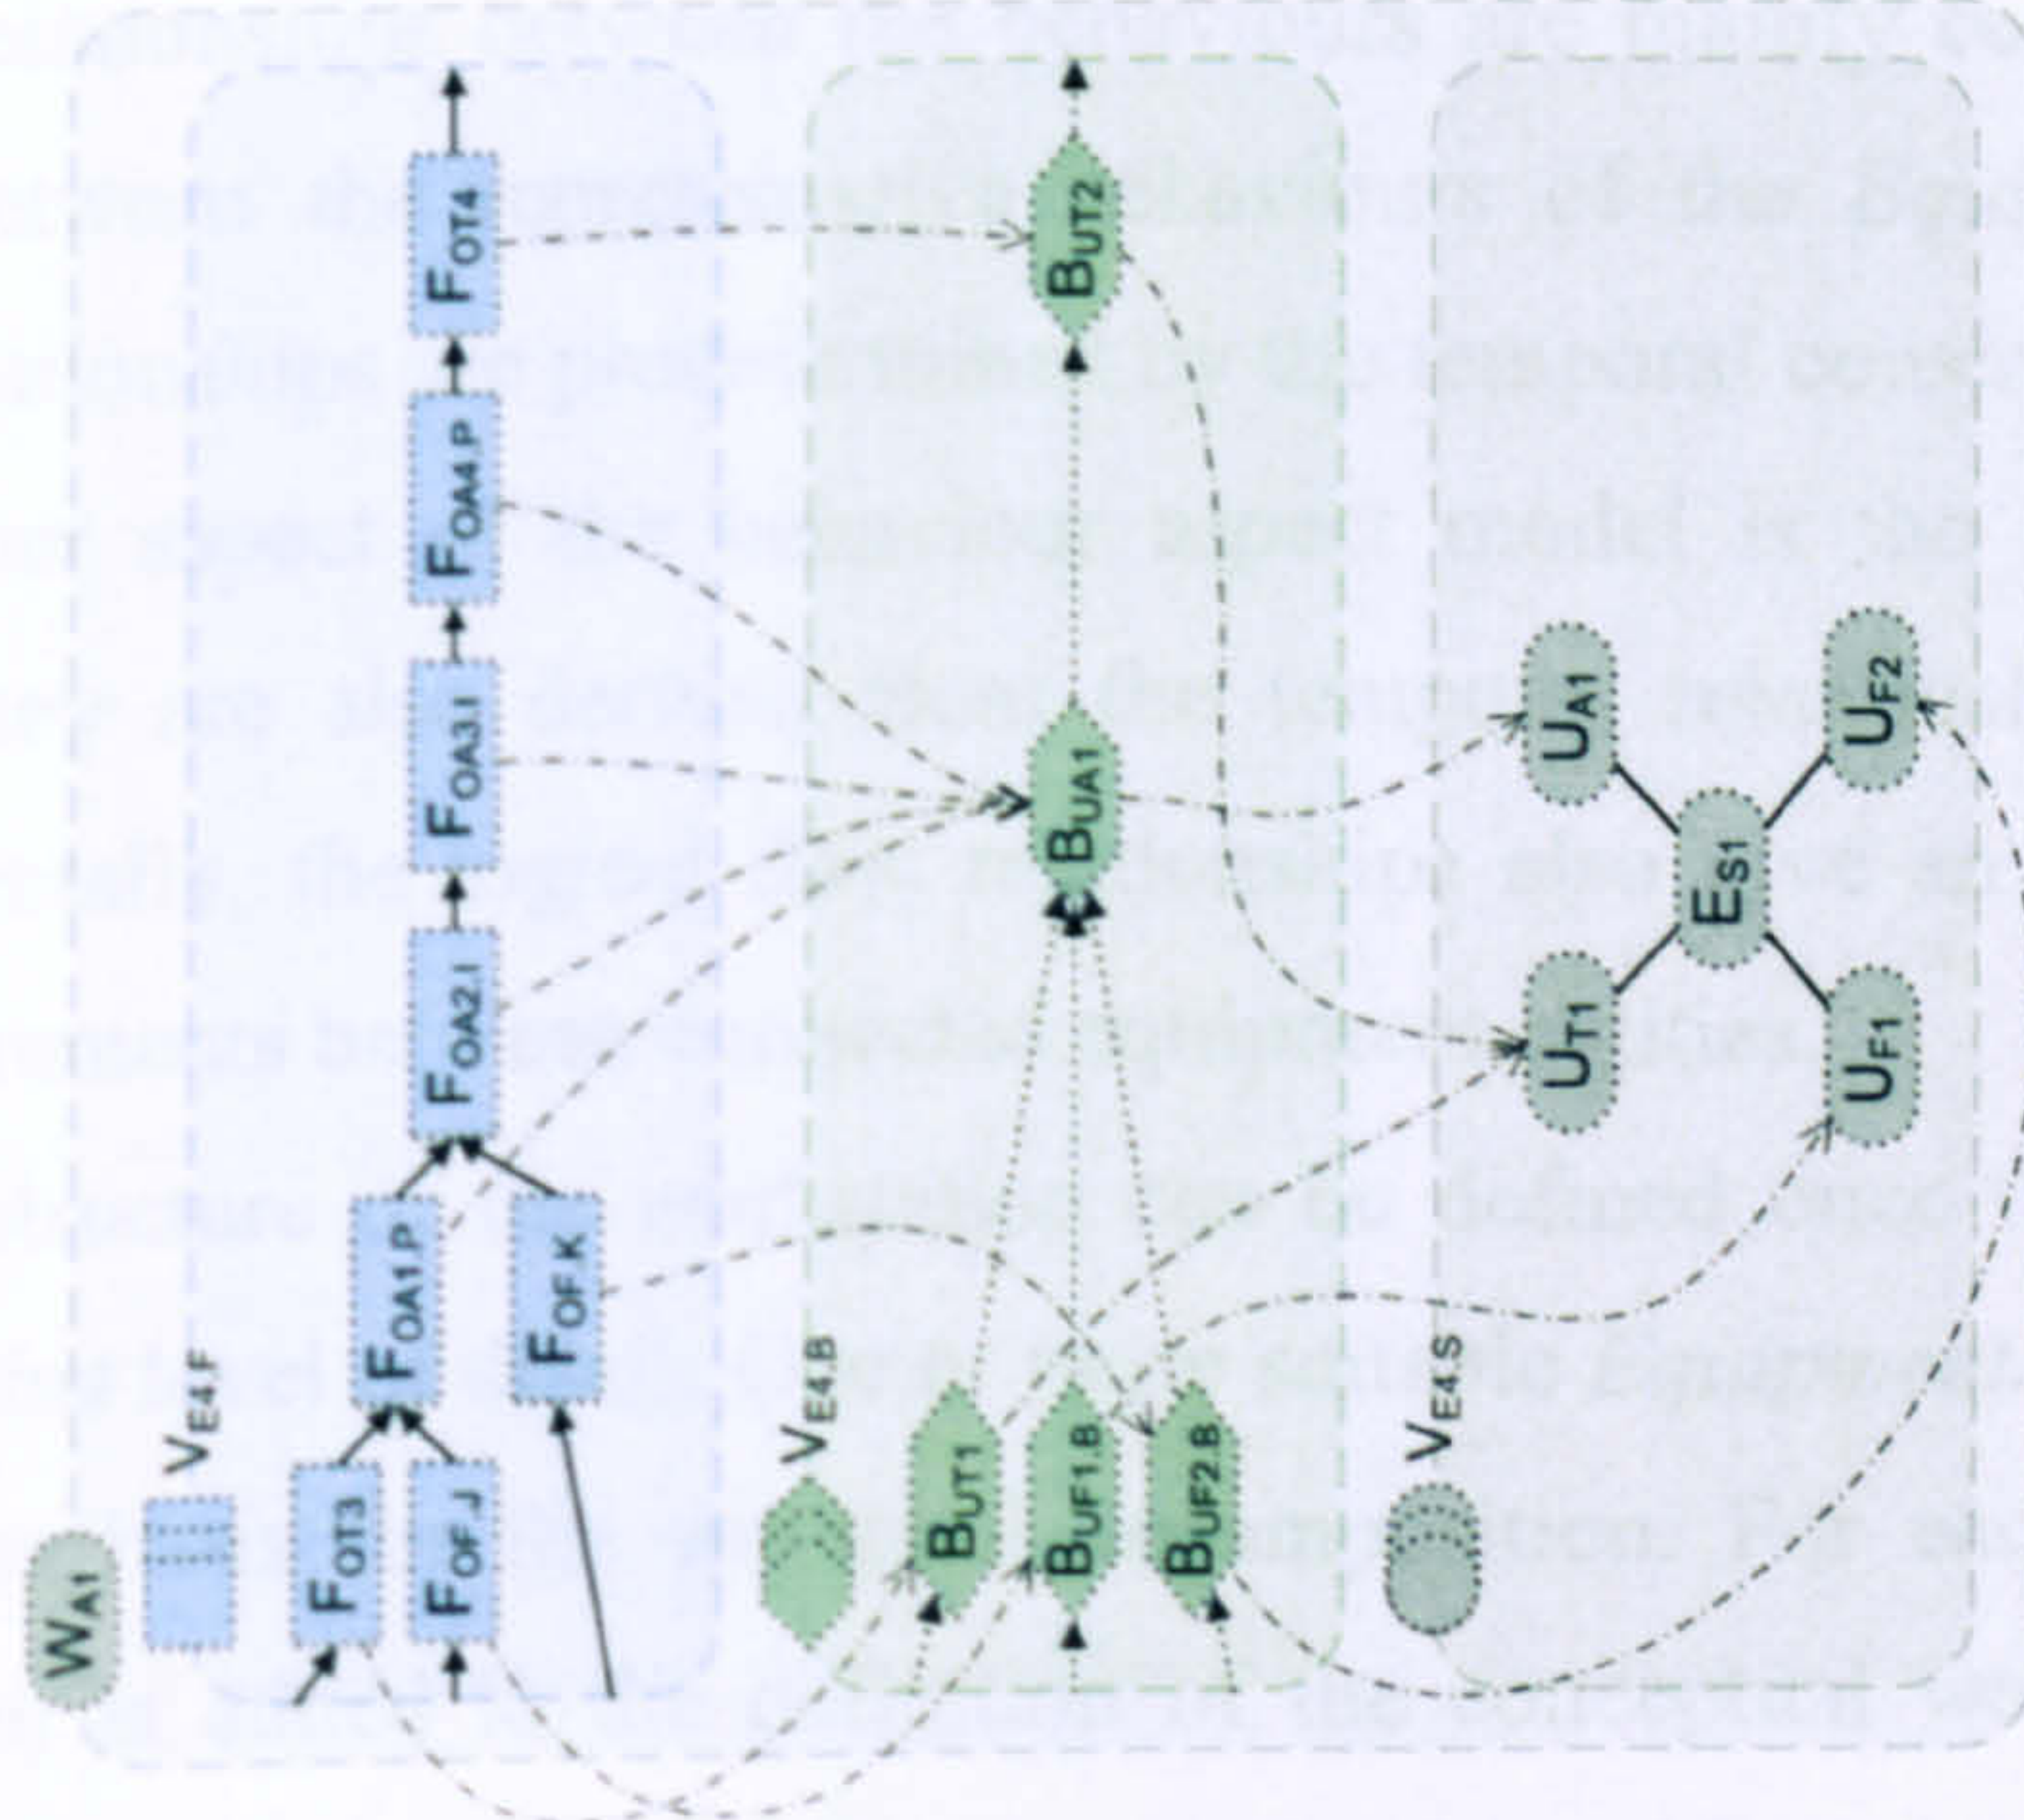 WA1
VE4.F
FOT3
FOF.J
FOA1.P
FOF.K
FOA2.I
FOA3.I
FOA4.P
FOT4
VE4.B
BUT1
BUF1.B
BUF2.B
BUA1
BUT2
VE4.S
UT1
UA1
ES1
UF1
UF2